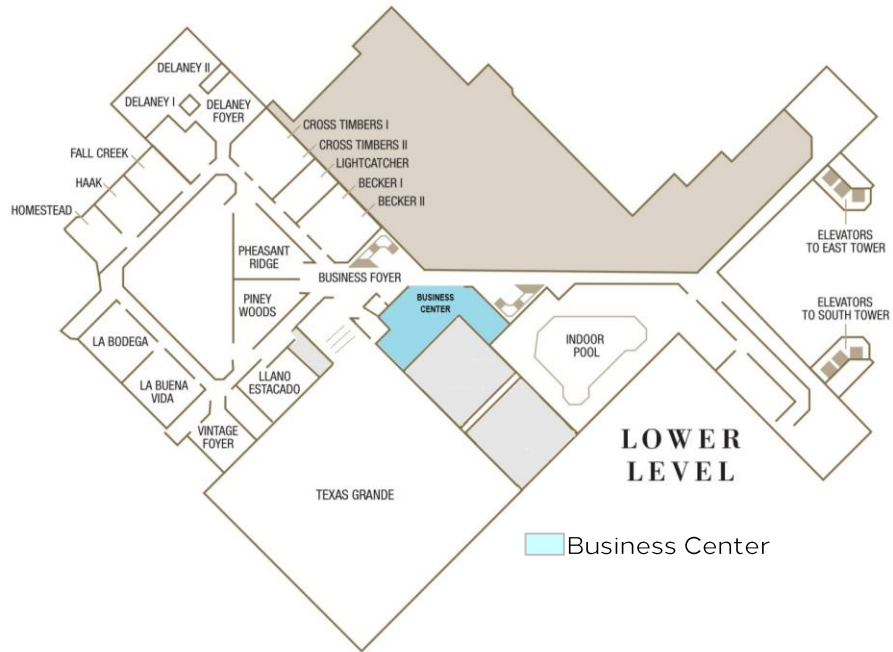 DELANEY II
DELANEY I
DELANEY
FOYER
CROSS TIMBERS I
CROSS TIMBERS II
LIGHTCATCHER
BECKER I
BECKER II
FALL CREEK
HAAK
HOMESTEAD
PHEASANT
RIDGE
BUSINESS FOYER
PINEY
WOODS
BUSINESS
CENTER
ELEVATORS
TO EAST TOWER
ELEVATORS
TO SOUTH TOWER
INDOOR
POOL
LA BODEGA
LA BUENA
VIDA
LLANO
ESTACADO
VINTAGE
FOYER
TEXAS GRANDE
LOWER
LEVEL
Business Center